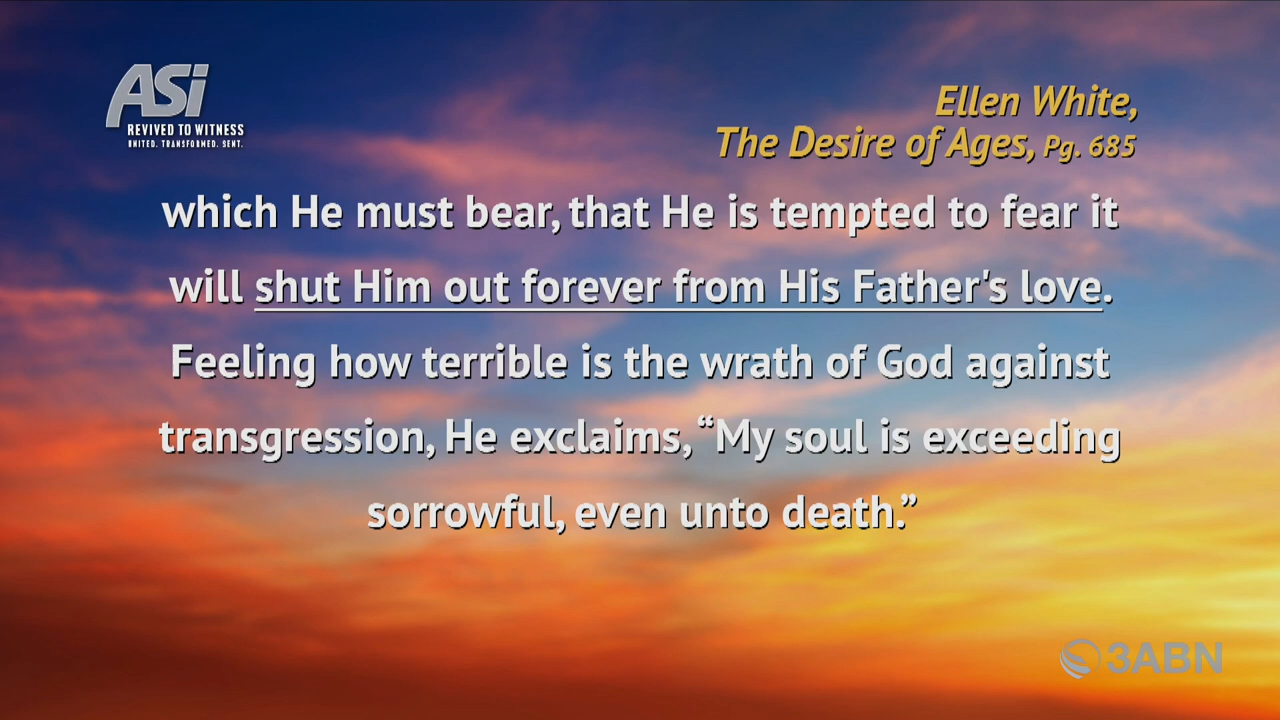 ASi
REVIVED TO WITNESS
UNITED. TRANSFORMED. SENT.
Ellen White,
The Desire of Ages, Pg. 685
which He must bear, that He is tempted to fear it
will shut Him out forever from His Father's love.
Feeling how terrible is the wrath of God against
transgression, He exclaims, “My soul is exceeding
sorrowful, even unto death.”
3ABN